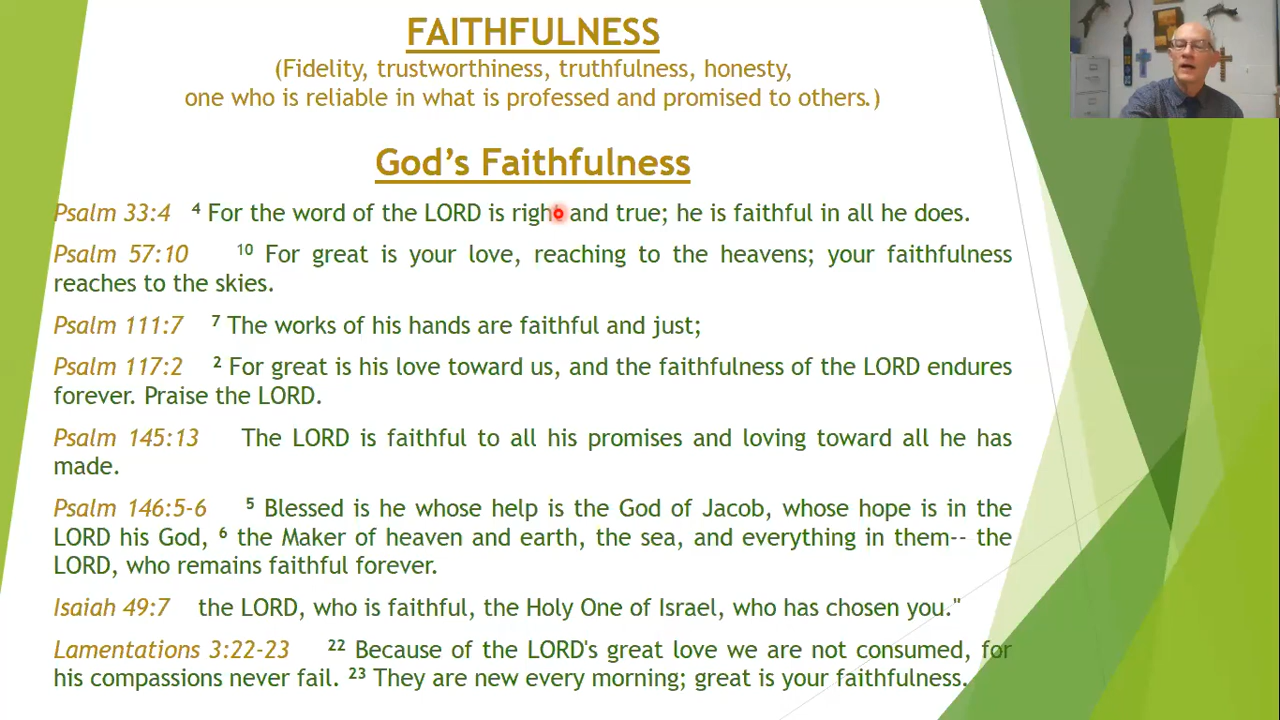 FAITHFULNESS
(Fidelity, trustworthiness, truthfulness, honesty,
one who is reliable in what is professed and promised to others.)
God's Faithfulness
Psalm 33:4 4 For the word of the LORD is right and true; he is faithful in all he does.
Psalm 57:10 10 For great is your love, reaching to the heavens; your faithfulness
reaches to the skies.
Psalm 111:7 7 The works of his hands are faithful and just;
Psalm 117:2 2 For great is his love toward us, and the faithfulness of the LORD endures
forever. Praise the LORD.
Psalm 145:13 The LORD is faithful to all his promises and loving toward all he has
made.
Psalm 146:5-6 5 Blessed is he whose help is the God of Jacob, whose hope is in the
LORD his God, 6 the Maker of heaven and earth, the sea, and everything in them-- the
LORD, who remains faithful forever.
Isaiah 49:7 the LORD, who is faithful, the Holy One of Israel, who has chosen you."
Lamentations 3:22-23 22 Because of the LORD's great love we are not consumed, for
his compassions never fail. 23 They are new every morning; great is your faithfulness.